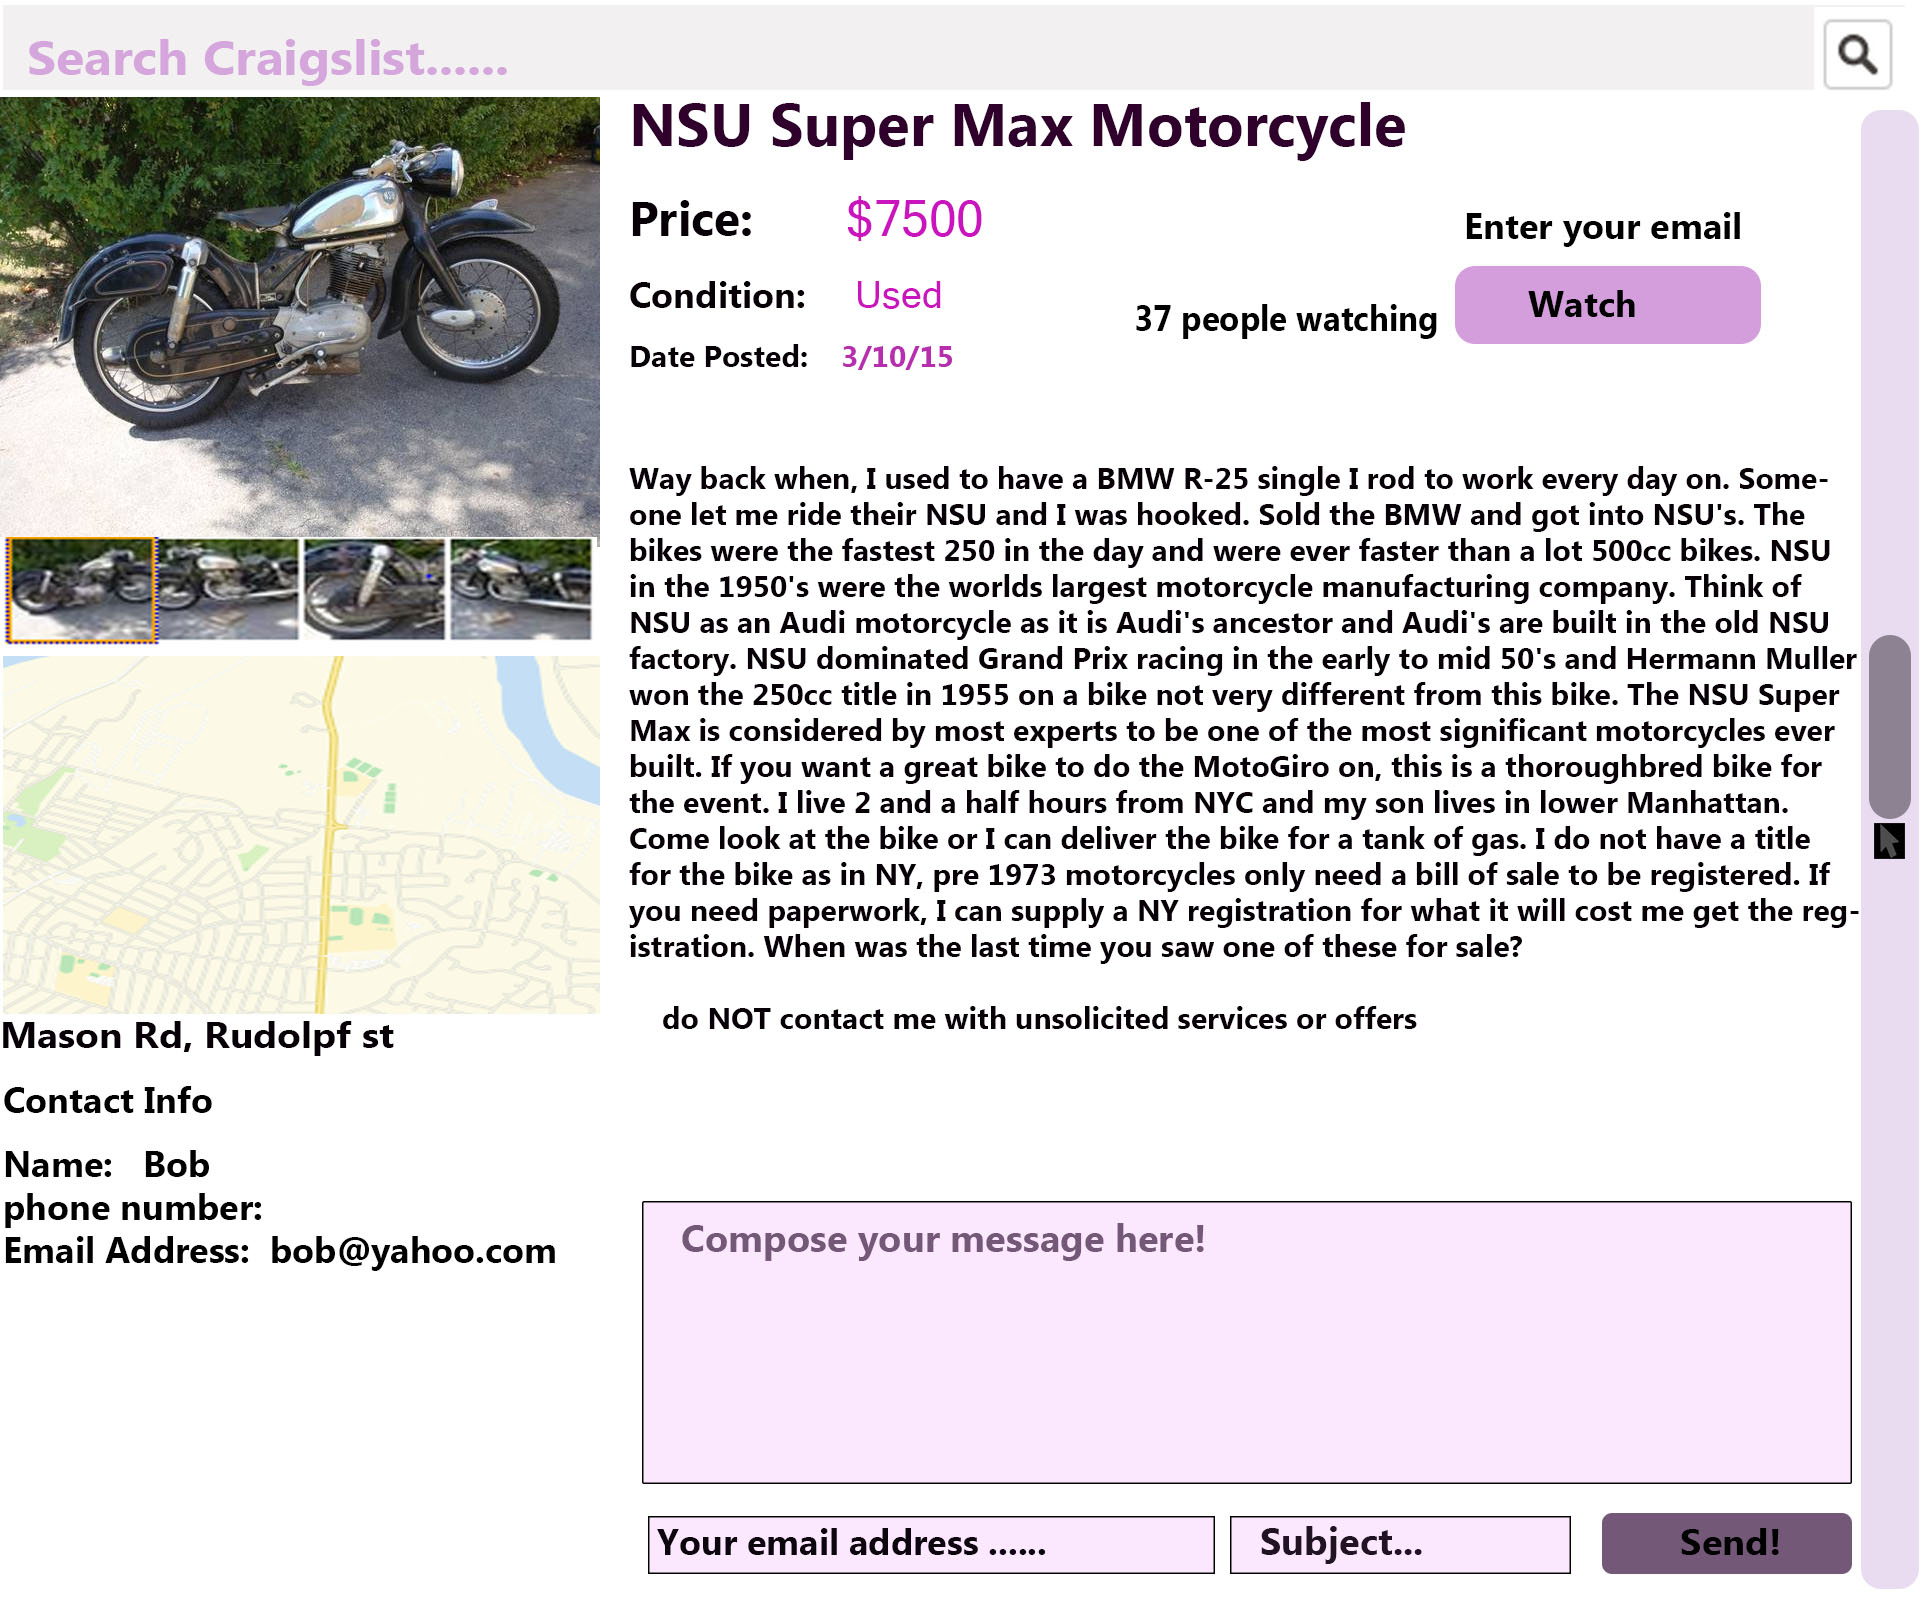 Search Craigslist......
NSU Super Max Motorcycle
Price: $7500
Enter your email
Condition: Used
37 people watching
Watch
Date Posted: 3/10/15
NSU
Way back when, I used to have a BMW R-25 single I rod to work every day on. Some-
one let me ride their NSU and I was hooked. Sold the BMW and got into NSU's. The
bikes were the fastest 250 in the day and were ever faster than a lot 500cc bikes. NSU
in the 1950's were the worlds largest motorcycle manufacturing company. Think of
NSU as an Audi motorcycle as it is Audi's ancestor and Audi's are built in the old NSU
factory. NSU dominated Grand Prix racing in the early to mid 50's and Hermann Muller
won the 250cc title in 1955 on a bike not very different from this bike. The NSU Super
Max is considered by most experts to be one of the most significant motorcycles ever
built. If you want a great bike to do the MotoGiro on, this is a thoroughbred bike for
the event. I live 2 and a half hours from NYC and my son lives in lower Manhattan.
Come look at the bike or I can deliver the bike for a tank of gas. I do not have a title
for the bike as in NY, pre 1973 motorcycles only need a bill of sale to be registered. If
you need paperwork, I can supply a NY registration for what it will cost me get the reg-
istration. When was the last time you saw one of these for sale?
do NOT contact me with unsolicited services or offers
Mason Rd, Rudolpf st
Contact Info
Name: Bob
phone number:
Email Address: bob@yahoo.com
Compose your message here!
Your email address ......
Subject...
Send!